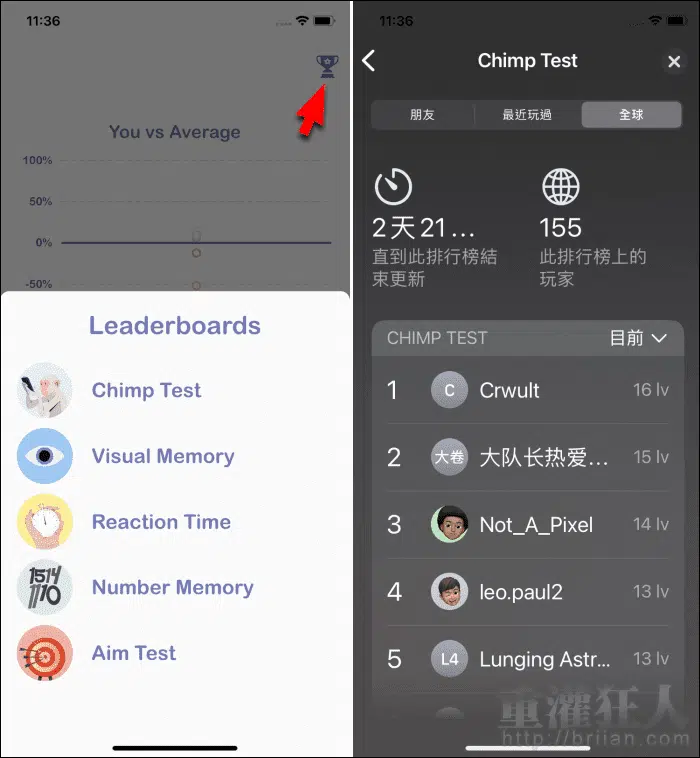 11:36
You vs Average
100%
50%
0%
-50%
Leaderboards
Chimp Test
Visual Memory
Reaction Time
1514
1110
Number Memory
Aim Test
11:36
Chimp Test
朋友
最近玩過
全球
2 天 21...
直到此排行榜結
束更新
155
此排行榜上的
玩家
CHIMP TEST
目前
1 C Crwult 16 lv
2 大卷 大队长热爱... 15 lv
3 Not_A_Pixel 14 lv
4 leo.paul2 13 lv
5 L4 Lunging Astr... 13 lv
重灌狂人
http://briian.com